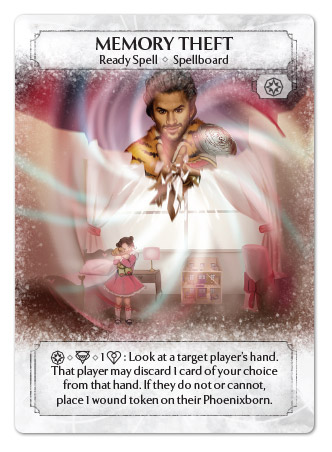 MEMORY THEFT
Ready Spell ◇ Spellboard
◇ ◇ 1 : Look at a target player's hand.
That player may discard 1 card of your choice
from that hand. If they do not or cannot,
place 1 wound token on their Phoenixborn.